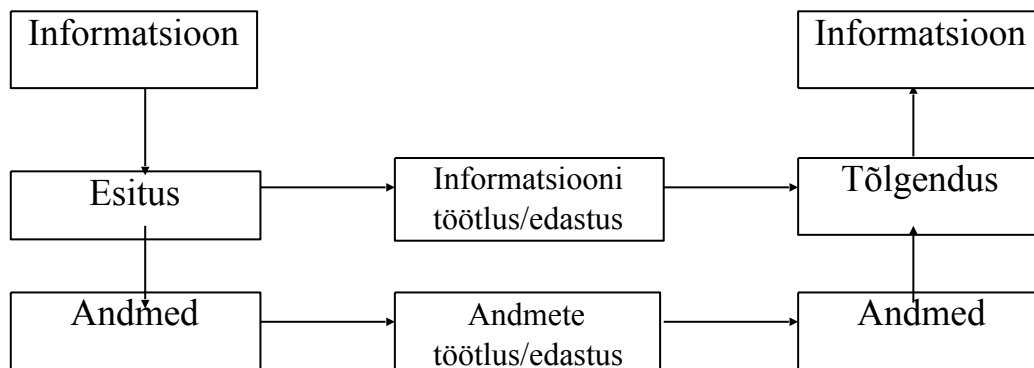 Informatsioon
Informatsioon
Esitus
Informatsiooni
töötlus/edastus
Tõlgendus
Andmed
Andmete
töötlus/edastus
Andmed